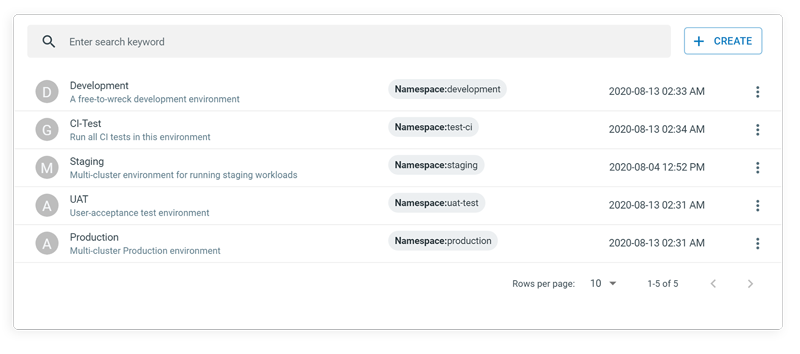 Enter search keyword
+ CREATE
D
Development
A free-to-wreck development environment
Namespace:development
2020-08-13 02:33 AM
G
CI-Test
Run all CI tests in this environment
Namespace:test-ci
2020-08-13 02:34 AM
M
Staging
Multi-cluster environment for running staging workloads
Namespace:staging
2020-08-04 12:52 PM
A
UAT
User-acceptance test environment
Namespace:uat-test
2020-08-13 02:31 AM
A
Production
Multi-cluster Production environment
Namespace:production
2020-08-13 02:31 AM
Rows per page: 10 1-5 of 5